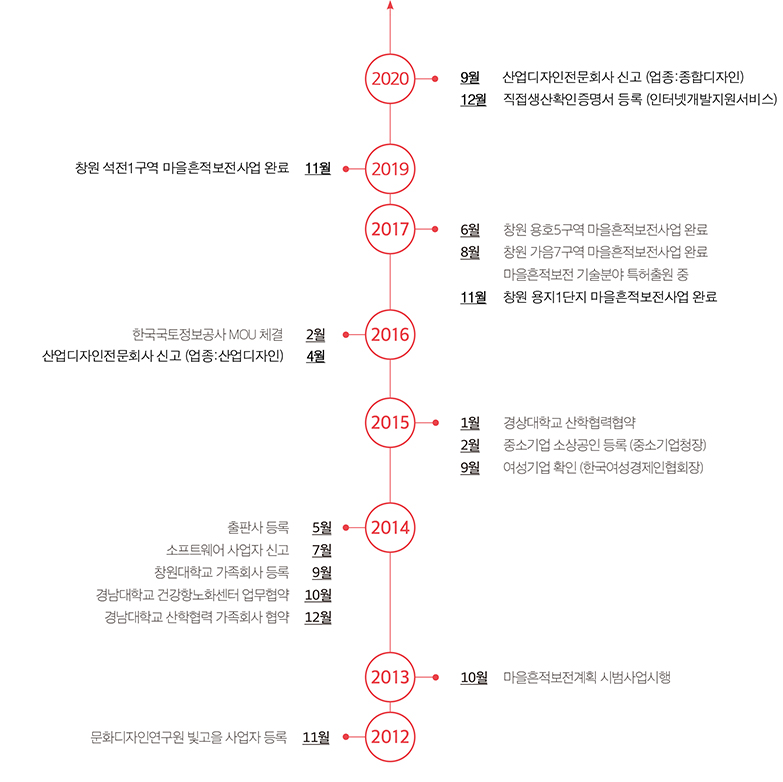 2020
9월 산업디자인전문회사 신고 (업종:종합디자인)
12월 직접생산확인증명서 등록 (인터넷개발지원서비스)
창원 석전1구역 마을흔적보전사업 완료 11월
2019
2017
6월 창원 용호5구역 마을흔적보전사업 완료
8월 창원 가음7구역 마을흔적보전사업 완료
마을흔적보전 기술분야 특허출원 중
11월 창원 용지1단지 마을흔적보전사업 완료
한국국토정보공사 MOU 체결 2월
산업디자인전문회사 신고 (업종:산업디자인) 4월
2016
2015
1월 경상대학교 산학협력협약
2월 중소기업 소상공인 등록 (중소기업청장)
9월 여성기업 확인 (한국여성경제인협회장)
출판사 등록 5월
소프트웨어 사업자 신고 7월
창원대학교 가족회사 등록 9월
경남대학교 건강항노화센터 업무협약 10월
경남대학교 산학협력 가족회사 협약 12월
2014
2013
10월 마을흔적보전계획 시범사업시행
문화디자인연구원 빛고을 사업자 등록 11월
2012